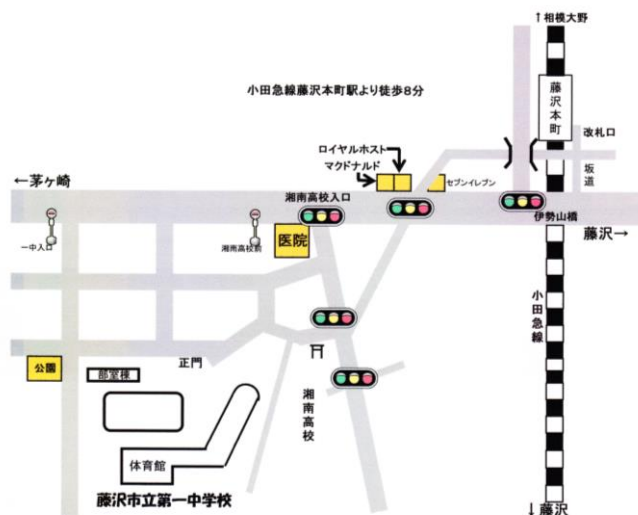 ↑相模大野
小田急線藤沢本町駅より徒歩8分
藤沢本町
改札口
ロイヤルホスト
マクドナルド
セブンイレブン
坂道
←茅ヶ崎
湘南高校入口
伊勢山橋
藤沢→
一中入口
湘南高校前
医院
小田急線
公園
正門
部室棟
湘南高校
体育館
藤沢市立第一中学校
↓藤沢